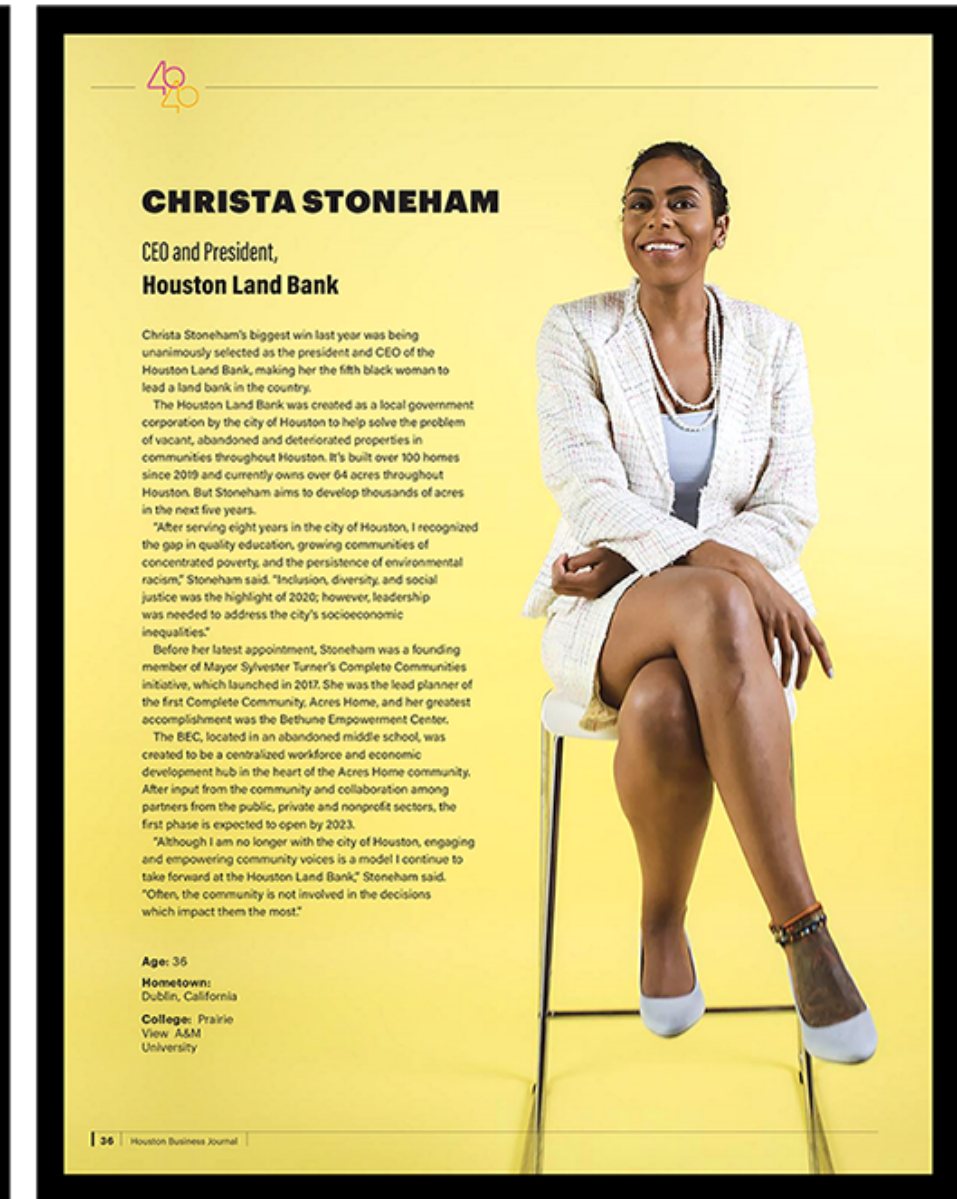 40
40
CHRISTA STONEHAM
CEO and President,
Houston Land Bank
Christa Stoneham's biggest win last year was being
unanimously selected as the president and CEO of the
Houston Land Bank, making her the fifth black woman to
lead a land bank in the country.
The Houston Land Bank was created as a local government
corporation by the city of Houston to help solve the problem
of vacant, abandoned and deteriorated properties in
communities throughout Houston. It's built over 100 homes
since 2019 and currently owns over 64 acres throughout
Houston. But Stoneham aims to develop thousands of acres
in the next five years.
"After serving eight years in the city of Houston, I recognized
the gap in quality education, growing communities of
concentrated poverty, and the persistence of environmental
racism," Stoneham said. "Inclusion, diversity, and social
justice was the highlight of 2020; however, leadership
was needed to address the city's socioeconomic
inequalities."
Before her latest appointment, Stoneham was a founding
member of Mayor Sylvester Turner's Complete Communities
initiative, which launched in 2017. She was the lead planner of
the first Complete Community, Acres Home, and her greatest
accomplishment was the Bethune Empowerment Center.
The BEC, located in an abandoned middle school, was
created to be a centralized workforce and economic
development hub in the heart of the Acres Home community.
After input from the community and collaboration among
partners from the public, private and nonprofit sectors, the
first phase is expected to open by 2023.
"Although I am no longer with the city of Houston, engaging
and empowering community voices is a model I continue to
take forward at the Houston Land Bank," Stoneham said.
"Often, the community is not involved in the decisions
which impact them the most."
Age: 36
Hometown:
Dublin, California
College: Prairie
View A&M
University
36 Houston Business Journal